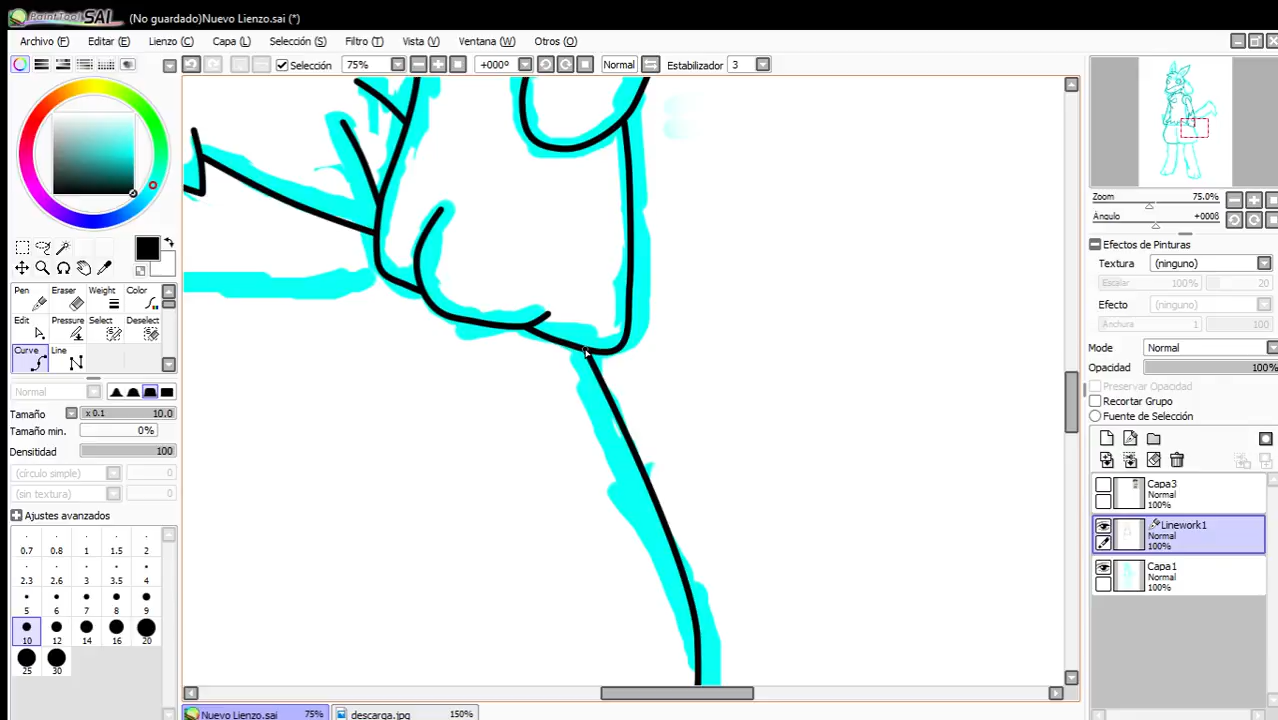 PaintTool SAI (No guardado)Nuevo Lienzo.sai (*)
Archivo (F) Editar (E) Lienzo (C) Capa (L) Selección (S) Filtro (T) Vista (V) Ventana (W) Otros (O)
Selección 75% +000º Normal Estabilizador 3
Zoom 75.0%
Ángulo +000ß
Efectos de Pinturas
Textura (ninguno)
Escalar 100% 20
Efecto (ninguno)
Anchura 1 100
Mode Normal
Opacidad 100%
Preservar Opacidad
Recortar Grupo
Fuente de Selección
Capa3
Normal
100%
Linework1
Normal
100%
Capa1
Normal
100%
Pen Eraser Weight Color
Edit Pressure Select Deselect
Curve Line
Normal
Tamaño x 0.1 10.0
Tamaño min. 0%
Densitidad 100
(círculo simple) 0
(sin textura) 0
Ajustes avanzados
0.7 0.8 1 1.5 2
2.3 2.6 3 3.5 4
5 6 7 8 9
10 12 14 16 20
25 30
Nuevo Lienzo.sai 75% descarga.jpg 150%